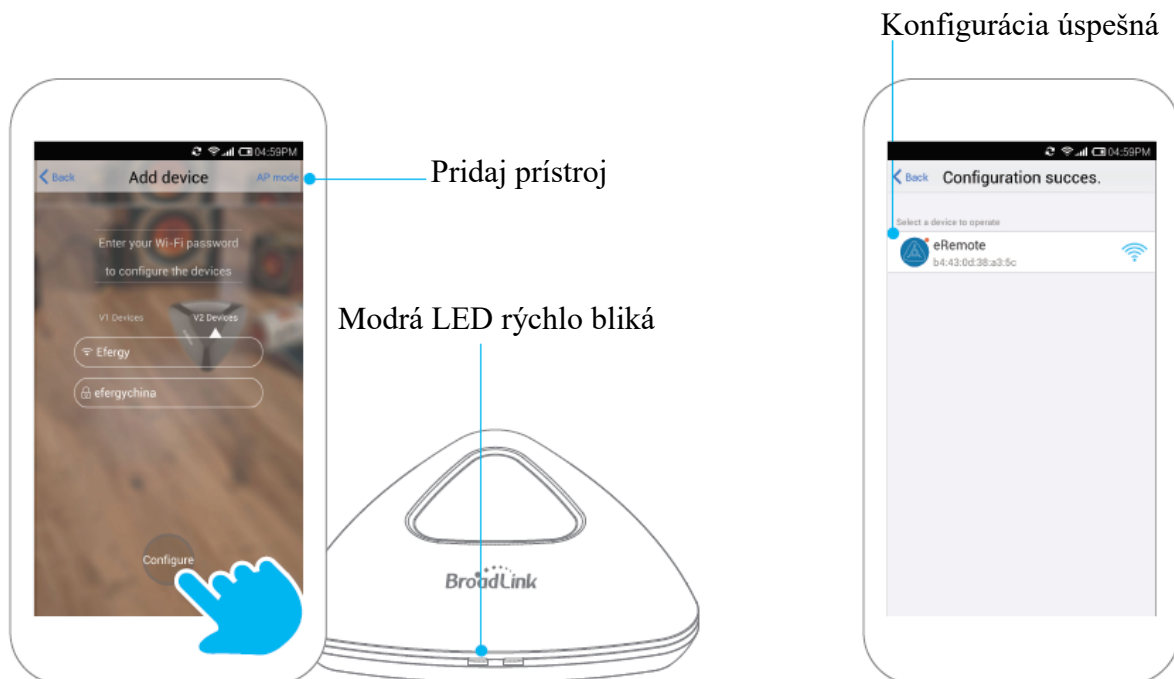 Konfigurácia úspešná
04:59PM
Back Add device AP mode
Pridaj prístroj
Enter your Wi-Fi password
to configure the devices
V1 Devices V2 Devices
Efergy
efergychina
Configure
Modrá LED rýchlo bliká
BroadLink
04:59PM
Back Configuration succes.
Select a device to operate
eRemote
b4:43:0d:38:a3:5c